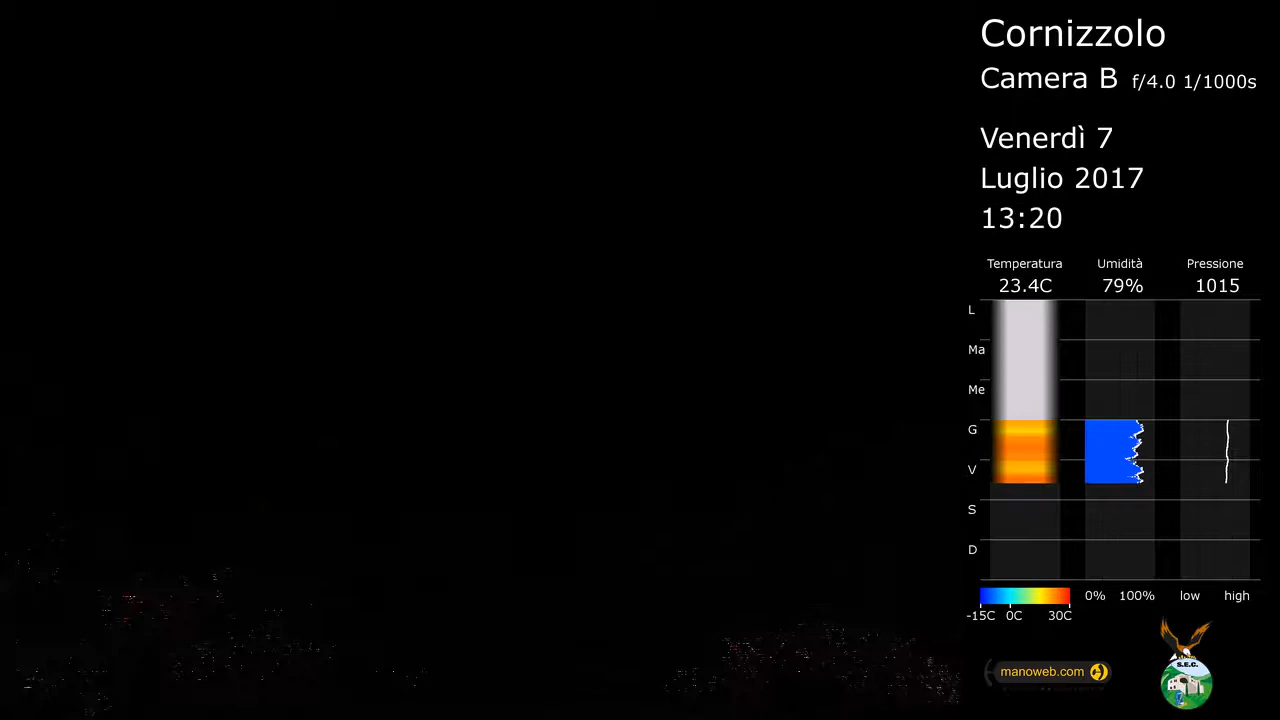 Cornizzolo
Camera B f/4.0 1/1000s
Venerdì 7
Luglio 2017
13:20
Temperatura Umidità Pressione
23.4C 79% 1015
L
Ma
Me
G
V
S
D
-15C 0C 30C 0% 100% low high
manoweb.com
S.E.C.